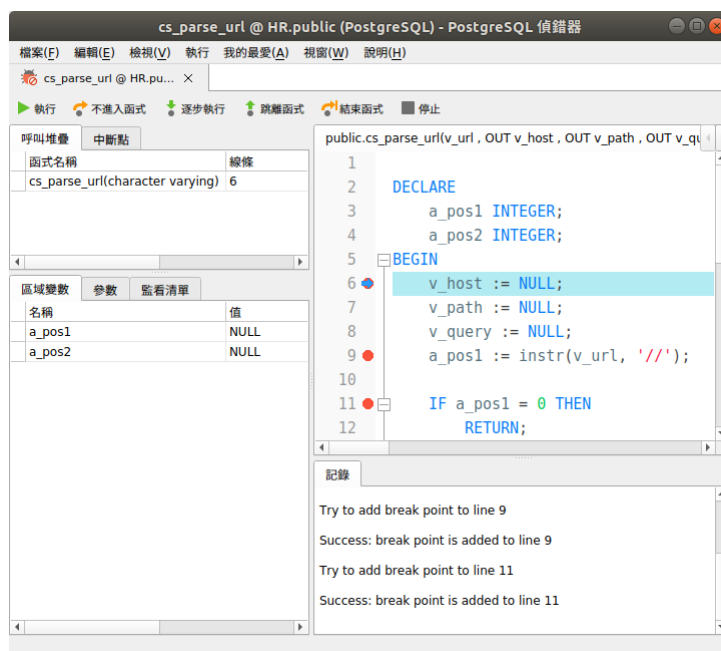 cs_parse_url @ HR.public (PostgreSQL) - PostgreSQL 偵錯器
檔案(F) 編輯(E) 檢視(V) 執行 我的最愛(A) 視窗(W) 說明(H)
cs_parse_url @ HR.pu...
執行 不進入函式 逐步執行 跳離函式 結束函式 停止
呼叫堆疊 中斷點
函式名稱 線條
cs_parse_url(character varying) 6
區域變數 參數 監看清單
名稱 值
a_pos1 NULL
a_pos2 NULL
public.cs_parse_url(v_url , OUT v_host , OUT v_path , OUT v_qu
1
2 DECLARE
3 a_pos1 INTEGER;
4 a_pos2 INTEGER;
5 BEGIN
6 v_host := NULL;
7 v_path := NULL;
8 v_query := NULL;
9 a_pos1 := instr(v_url, '//');
10
11 IF a_pos1 = 0 THEN
12 RETURN;
記錄
Try to add break point to line 9
Success: break point is added to line 9
Try to add break point to line 11
Success: break point is added to line 11